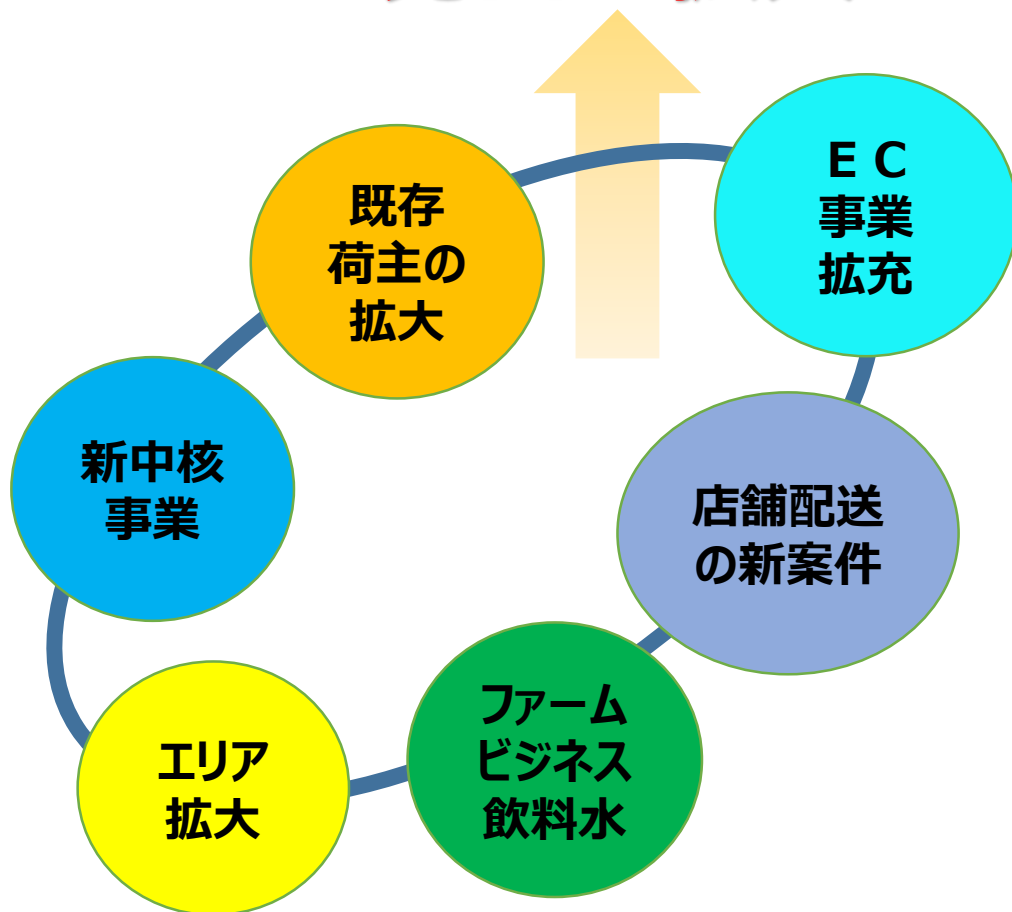 既存
荷主の
拡大
ＥＣ
事業
拡充
新中核
事業
店舗配送
の新案件
ファーム
ビジネス
飲料水
エリア
拡大